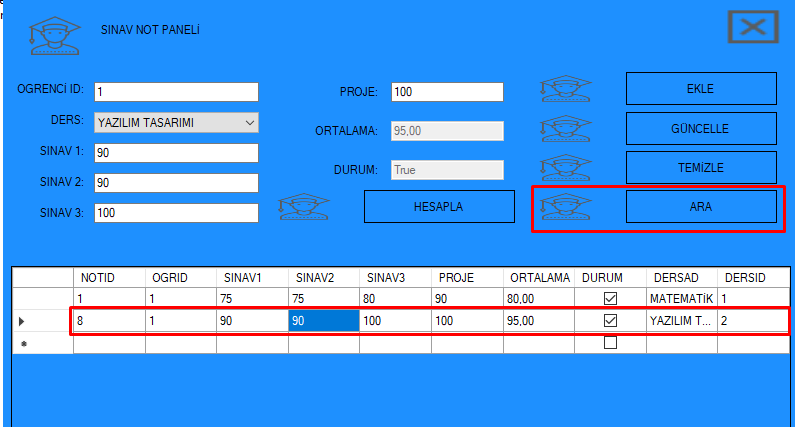 SINAV NOT PANELİ
OGRENCİ ID: 1
DERS: YAZILIM TASARIMI
SINAV 1: 90
SINAV 2: 90
SINAV 3: 100
PROJE: 100
ORTALAMA: 95,00
DURUM: True
HESAPLA
EKLE
GÜNCELLE
TEMİZLE
ARA
NOTID OGRID SINAV1 SINAV2 SINAV3 PROJE ORTALAMA DURUM DERSAD DERSID
1 1 75 75 80 90 80,00 MATEMATİK 1
8 1 90 90 100 100 95,00 YAZILIM T... 2